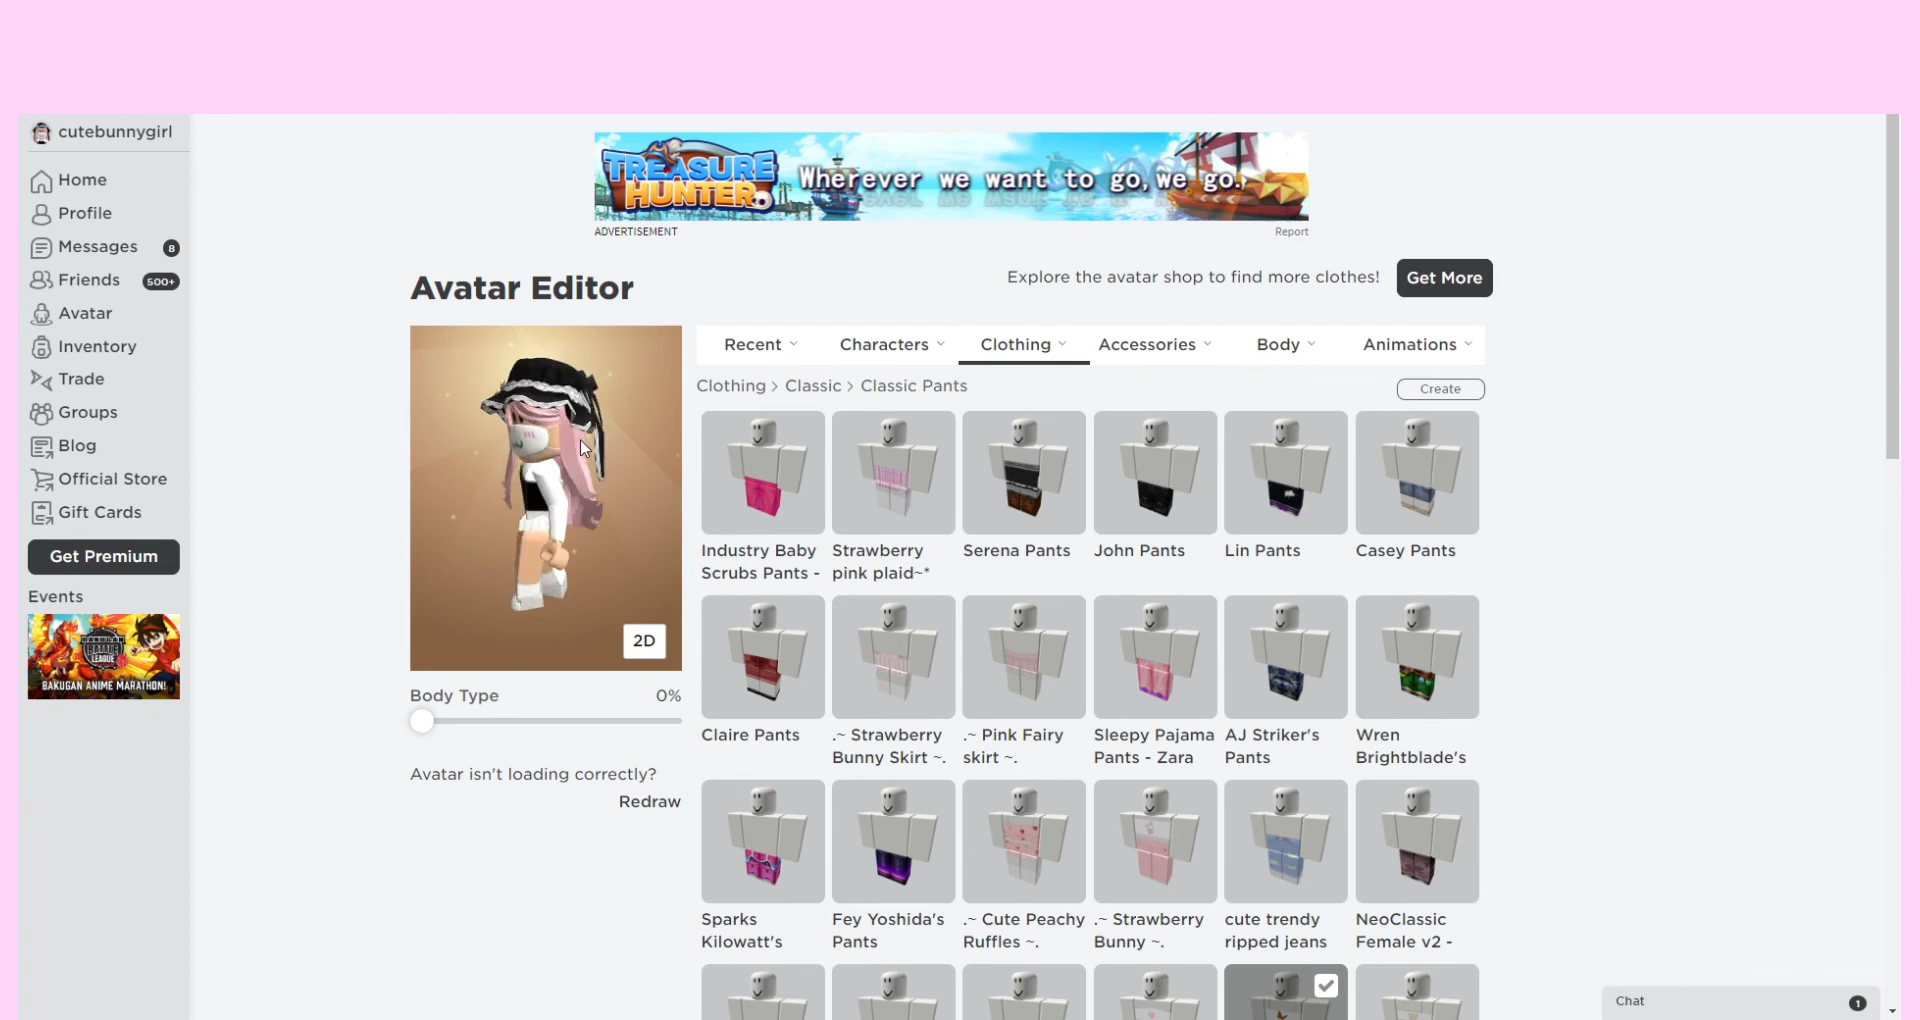 cutebunnygirl
Home
Profile
Messages 8
Friends 500+
Avatar
Inventory
Trade
Groups
Blog
Official Store
Gift Cards
Get Premium
Events
BAKUGAN
BATTLE
LEAGUE
BAKUGAN ANIME MARATHON!
TREASURE
HUNTER
Wherever we want to go,we go.
ADVERTISEMENT Report
Avatar Editor
Explore the avatar shop to find more clothes! Get More
2D
Body Type 0%
Avatar isn't loading correctly?
Redraw
Recent Characters Clothing Accessories Body Animations
Clothing > Classic > Classic Pants Create
Industry Baby
Scrubs Pants -
Strawberry
pink plaid~*
Serena Pants
John Pants
Lin Pants
Casey Pants
Claire Pants
.~ Strawberry
Bunny Skirt ~.
.~ Pink Fairy
skirt ~.
Sleepy Pajama
Pants - Zara
AJ Striker's
Pants
Wren
Brightblade's
Sparks
Kilowatt's
Fey Yoshida's
Pants
.~ Cute Peachy
Ruffles ~.
.~ Strawberry
Bunny ~.
cute trendy
ripped jeans
NeoClassic
Female v2 -
Chat 1